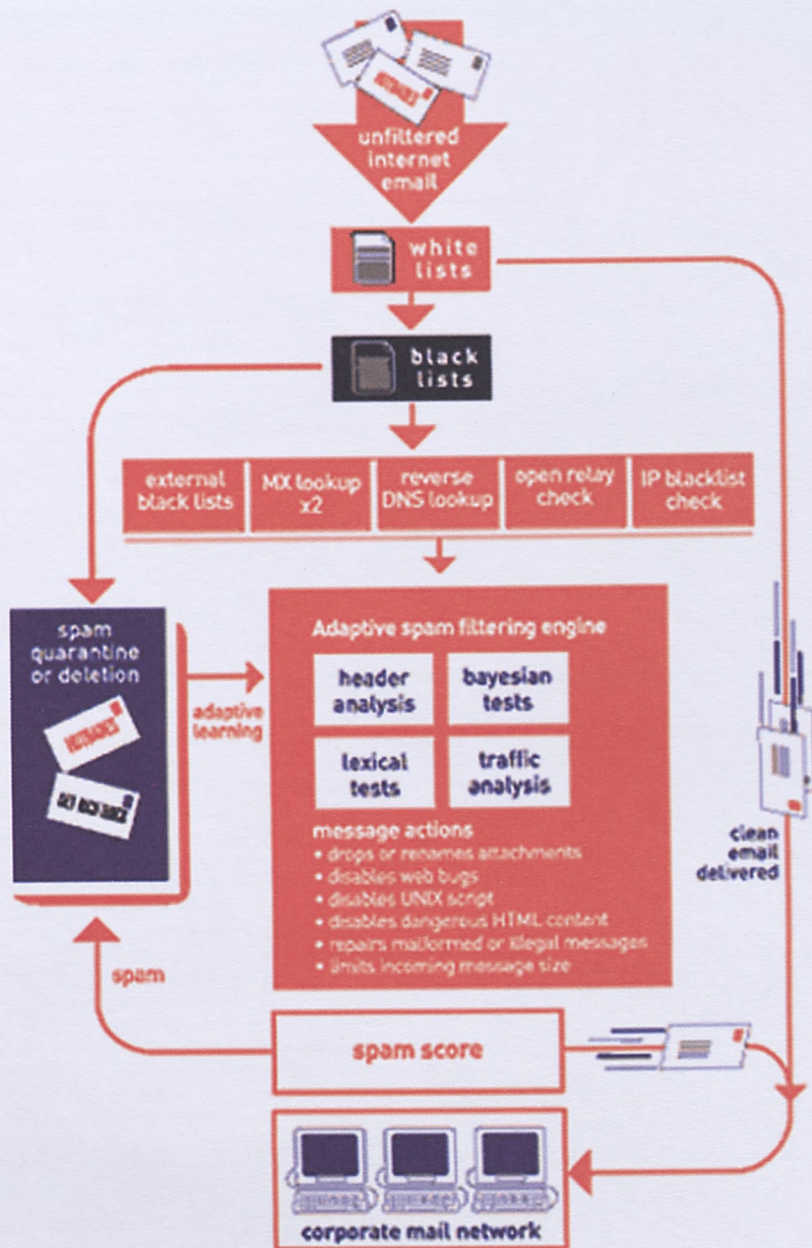 unfiltered
internet
email
white
lists
black
lists
external
black lists
MX lookup
x2
reverse
DNS lookup
open relay
check
IP blacklist
check
spam
quarantine
or deletion
adaptive
learning
Adaptive spam filtering engine
header
analysis
bayesian
tests
lexical
tests
traffic
analysis
message actions
• drops or renames attachments
• disables web bugs
• disables UNIX script
• disables dangerous HTML content
• repairs malformed or illegal messages
• limits incoming message size
clean
email
delivered
spam
spam score
corporate mail network